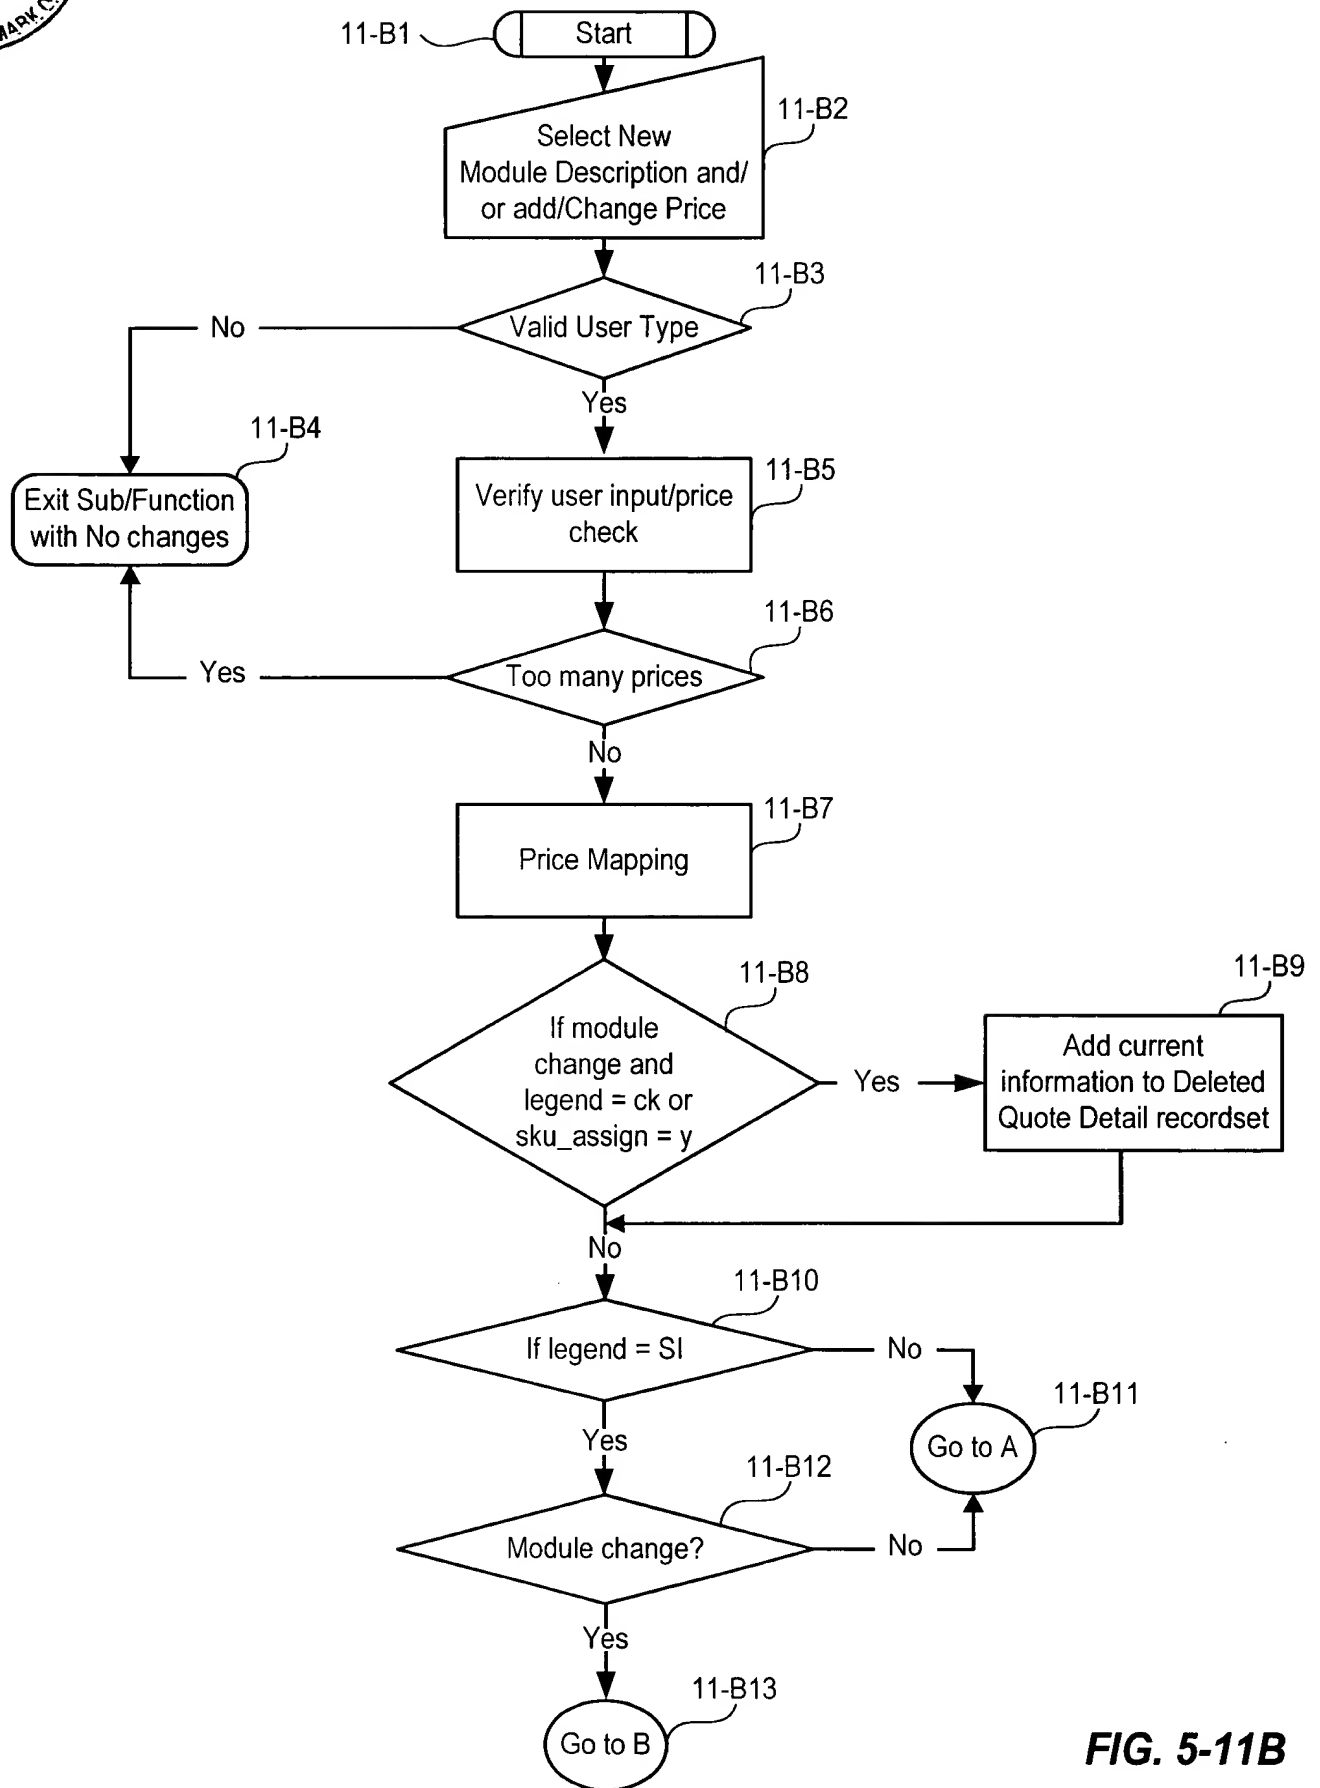 MARK
11-B1
Start
11-B2
Select New
Module Description and/
or add/Change Price
11-B3
Valid User Type
No
Yes
11-B4
Exit Sub/Function
with No changes
11-B5
Verify user input/price
check
11-B6
Too many prices
Yes
No
11-B7
Price Mapping
11-B8
If module
change and
legend = ck or
sku_assign = y
Yes
11-B9
Add current
information to Deleted
Quote Detail recordset
No
11-B10
If legend = SI
No
11-B11
Go to A
Yes
11-B12
Module change?
No
Yes
11-B13
Go to B
FIG. 5-11B